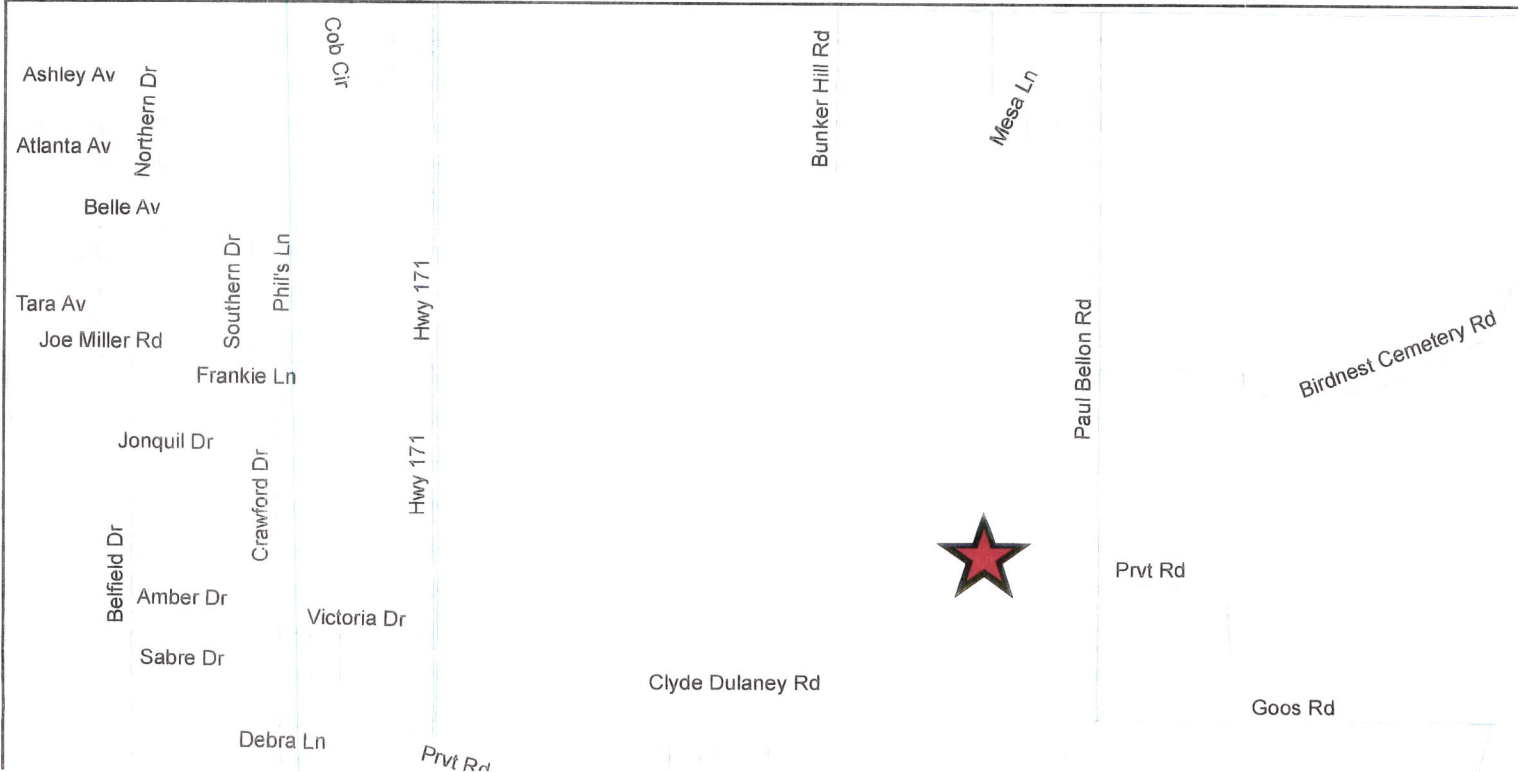 Cob Cir
Bunker Hill Rd
Ashley Av
Northern Dr
Mesa Ln
Atlanta Av
Belle Av
Southern Dr
Phil's Ln
Hwy 171
Tara Av
Joe Miller Rd
Paul Bellon Rd
Birdnest Cemetery Rd
Frankie Ln
Jonquil Dr
Crawford Dr
Hwy 171
Belfield Dr
Amber Dr
Prvt Rd
Victoria Dr
Sabre Dr
Clyde Dulaney Rd
Goos Rd
Debra Ln
Prvt Rd